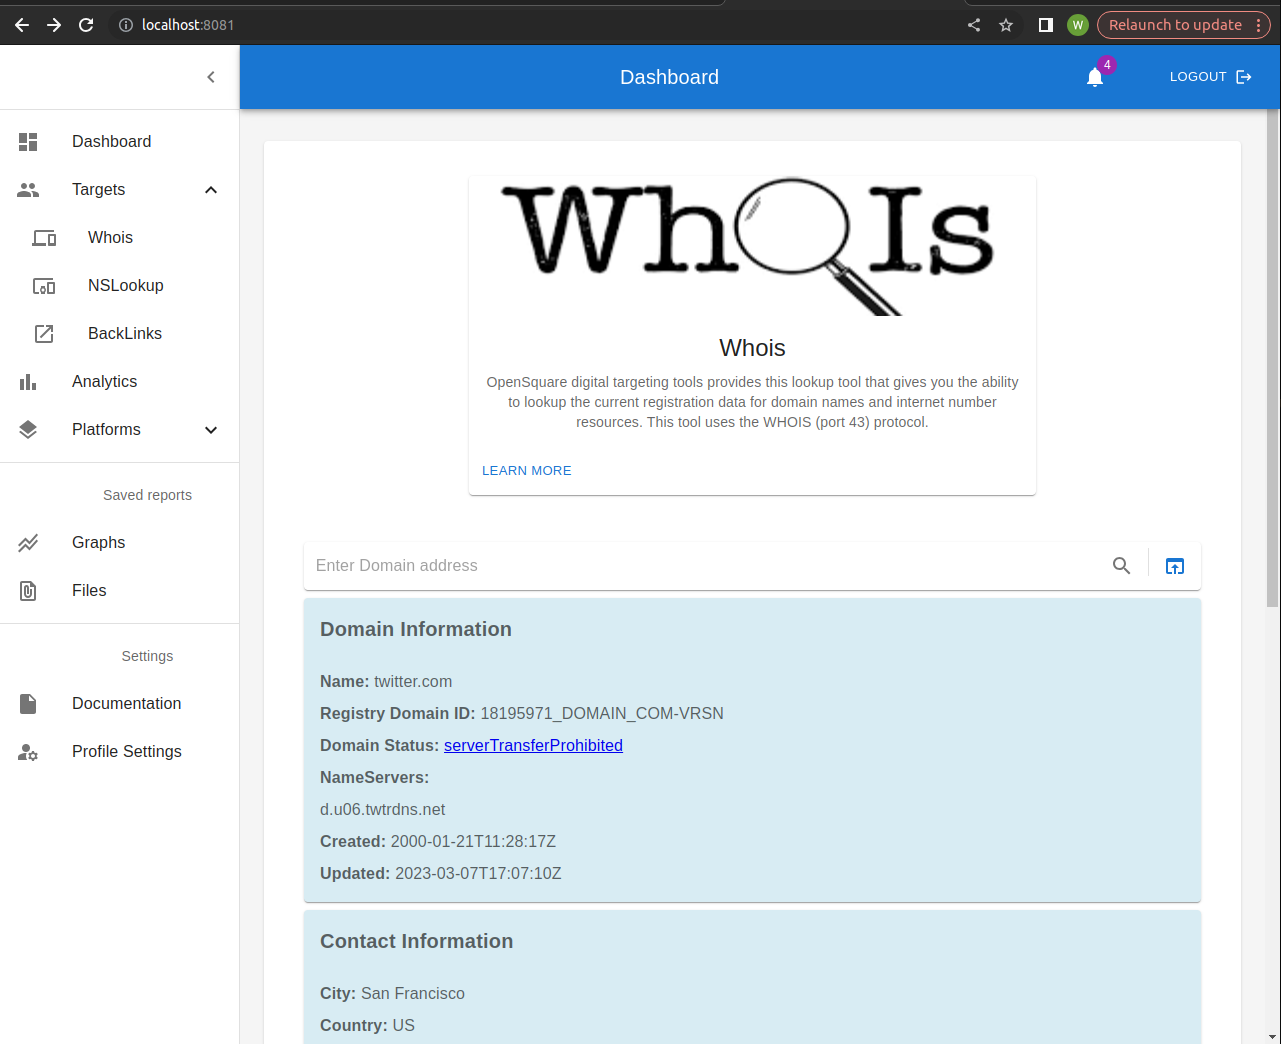 localhost:8081
W
Relaunch to update
Dashboard
4
LOGOUT
Dashboard
Targets
Whois
NSLookup
BackLinks
Analytics
Platforms
Saved reports
Graphs
Files
Settings
Documentation
Profile Settings
WhOIs
Whois
OpenSquare digital targeting tools provides this lookup tool that gives you the ability
to lookup the current registration data for domain names and internet number
resources. This tool uses the WHOIS (port 43) protocol.
LEARN MORE
Enter Domain address
Domain Information
Name: twitter.com
Registry Domain ID: 18195971_DOMAIN_COM-VRSN
Domain Status: serverTransferProhibited
NameServers:
d.u06.twtrdns.net
Created: 2000-01-21T11:28:17Z
Updated: 2023-03-07T17:07:10Z
Contact Information
City: San Francisco
Country: US